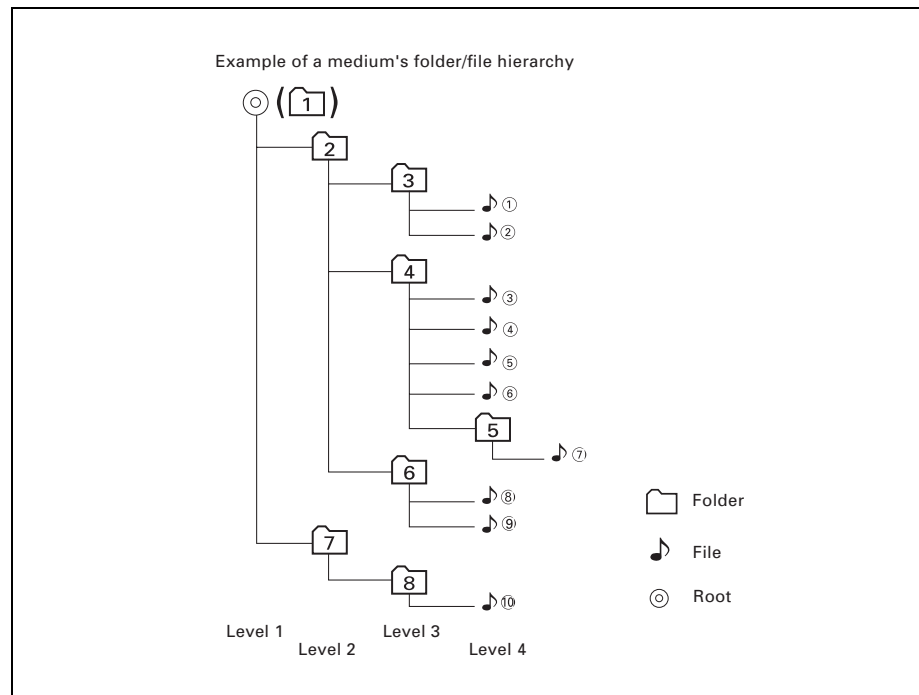 Example of a medium's folder/file hierarchy
(1)
2
3
①
②
4
③
④
⑤
⑥
5
⑦
6
⑧
⑨
7
8
⑩
Folder
File
Root
Level 1
Level 2
Level 3
Level 4